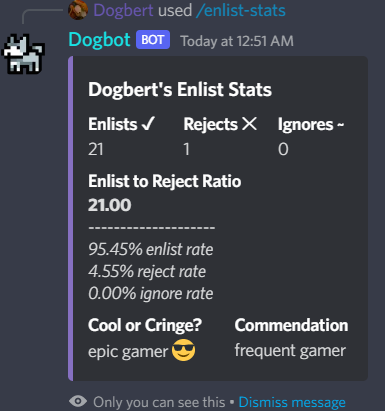 Dogbert used /enlist-stats
Dogbot BOT Today at 12:51 AM
Dogbert's Enlist Stats
Enlists ✓ Rejects ✕ Ignores ~
21 1 0
Enlist to Reject Ratio
21.00
--------------------
95.45% enlist rate
4.55% reject rate
0.00% ignore rate
Cool or Cringe? Commendation
epic gamer 😎 frequent gamer
Only you can see this • Dismiss message